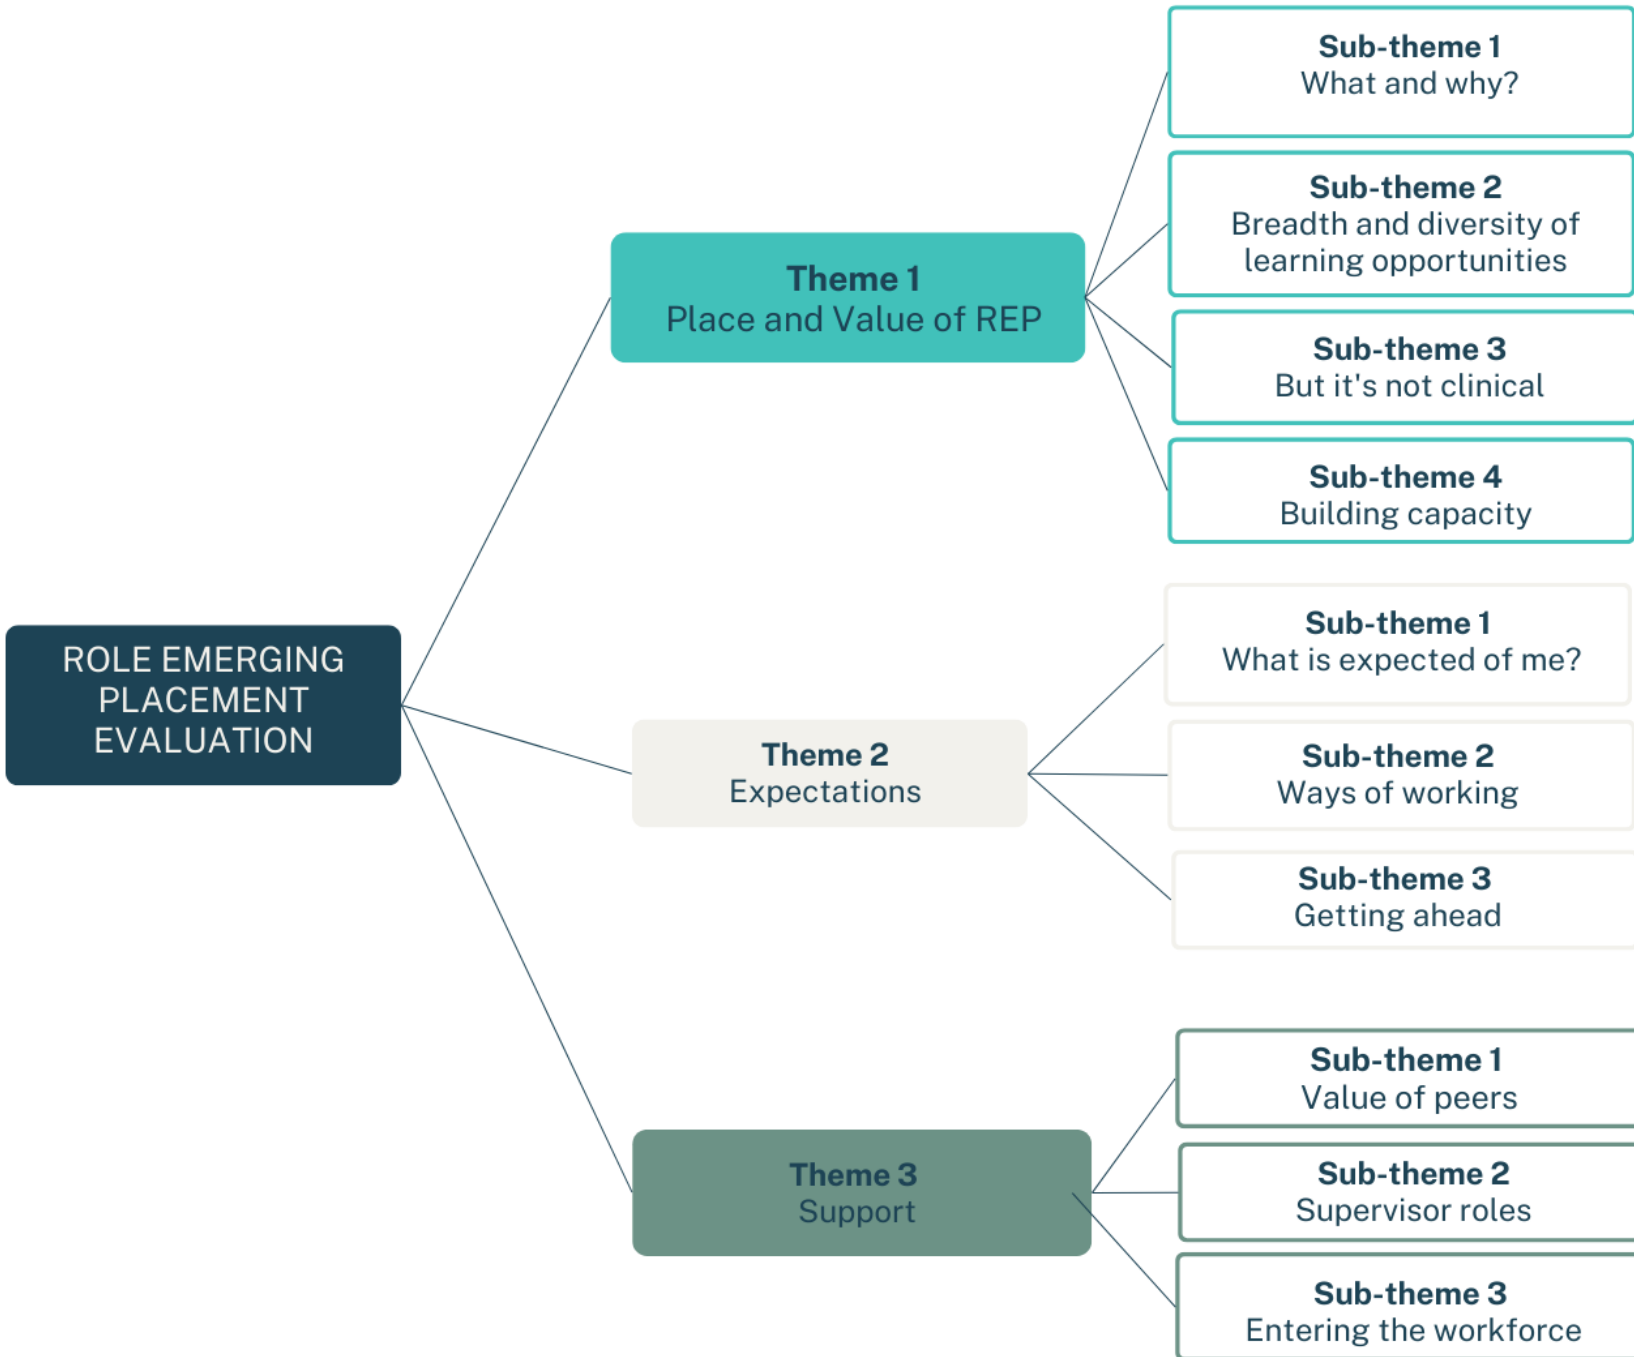 ROLE EMERGING
PLACEMENT
EVALUATION
Theme 1
Place and Value of REP
Sub-theme 1
What and why?
Sub-theme 2
Breadth and diversity of
learning opportunities
Sub-theme 3
But it's not clinical
Sub-theme 4
Building capacity
Theme 2
Expectations
Sub-theme 1
What is expected of me?
Sub-theme 2
Ways of working
Sub-theme 3
Getting ahead
Theme 3
Support
Sub-theme 1
Value of peers
Sub-theme 2
Supervisor roles
Sub-theme 3
Entering the workforce